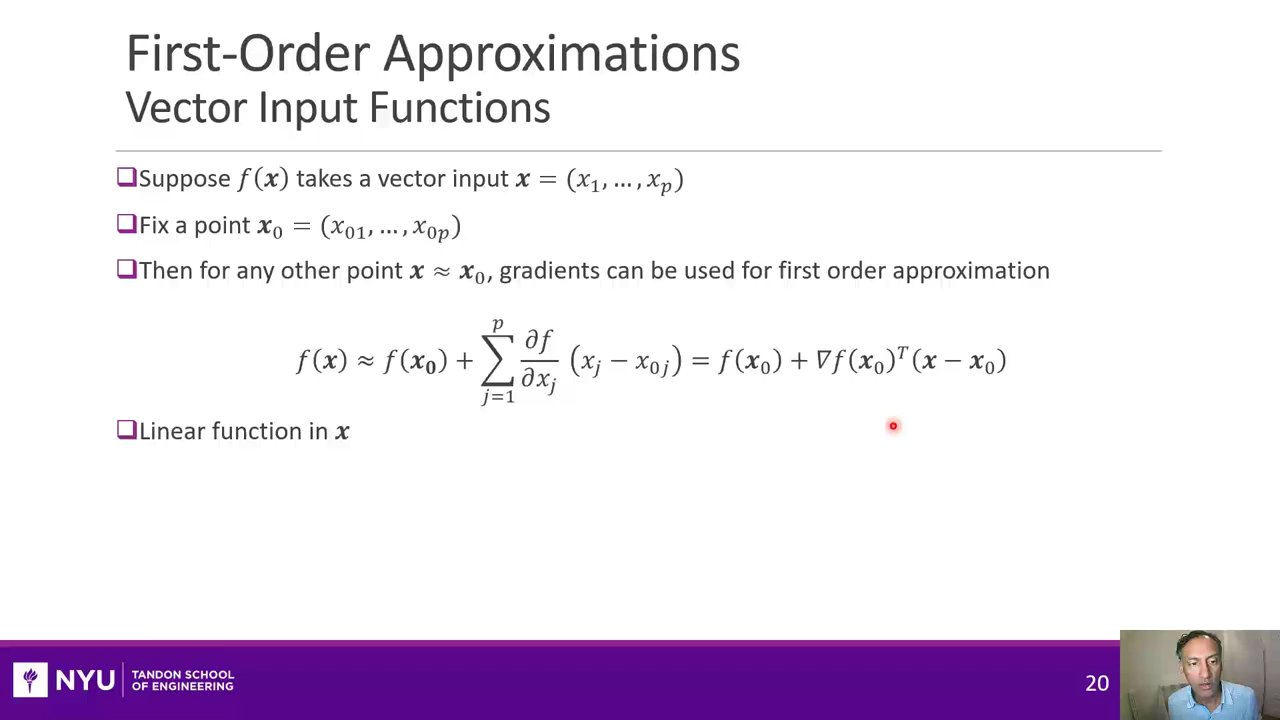 First-Order Approximations
Vector Input Functions
❑Suppose 𝑓(𝒙) takes a vector input 𝒙 = (𝑥₁, … , 𝑥ₚ)
❑Fix a point 𝒙₀ = (𝑥₀₁, … , 𝑥₀ₚ)
❑Then for any other point 𝒙 ≈ 𝒙₀, gradients can be used for first order approximation
𝑓(𝒙) ≈ 𝑓(𝒙₀) + ∑_{𝑗=1}^{𝑝} ∂𝑓/∂𝑥ⱼ (𝑥ⱼ − 𝑥₀ⱼ) = 𝑓(𝒙₀) + ∇𝑓(𝒙₀)ᵀ(𝒙 − 𝒙₀)
❑Linear function in 𝒙
NYU
TANDON SCHOOL
OF ENGINEERING
20